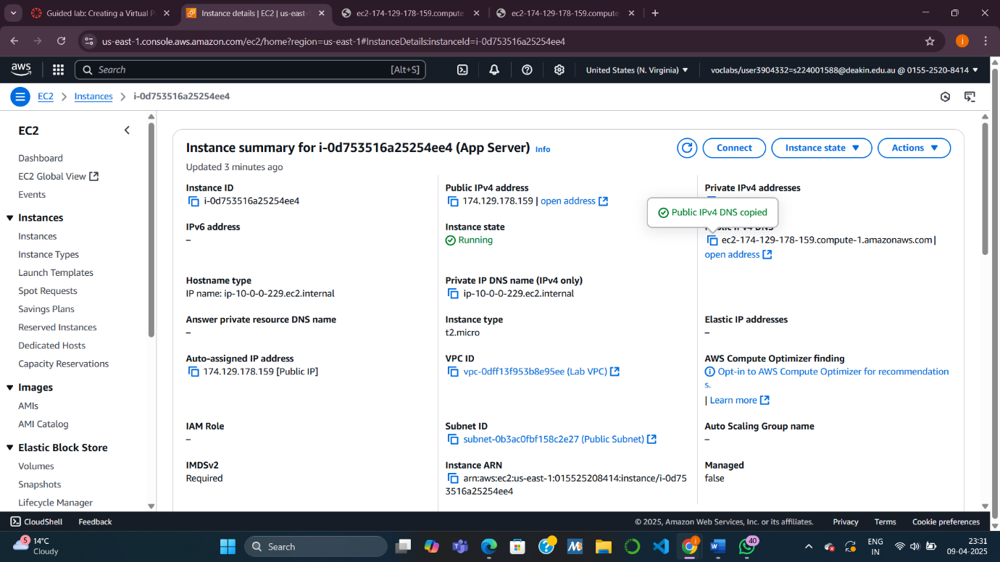 Guided lab: Creating a Virtual P
Instance details | EC2 | us-east-1
ec2-174-129-178-159.compute
ec2-174-129-178-159.compute
us-east-1.console.aws.amazon.com/ec2/home?region=us-east-1#InstanceDetails:instanceId=i-0d753516a25254ee4
j
aws
Search
[Alt+S]
United States (N. Virginia)
voclabs/user3904332=s224001588@deakin.edu.au @ 0155-2520-8414
EC2
Instances
i-0d753516a25254ee4
EC2
Dashboard
EC2 Global View
Events
Instances
Instances
Instance Types
Launch Templates
Spot Requests
Savings Plans
Reserved Instances
Dedicated Hosts
Capacity Reservations
Images
AMIs
AMI Catalog
Elastic Block Store
Volumes
Snapshots
Lifecycle Manager
Instance summary for i-0d753516a25254ee4 (App Server) Info
Updated 3 minutes ago
Connect
Instance state
Actions
Instance ID
i-0d753516a25254ee4
Public IPv4 address
174.129.178.159 | open address
Private IPv4 addresses
Public IPv4 DNS copied
IPv6 address
–
Instance state
Running
Public IPv4 DNS
ec2-174-129-178-159.compute-1.amazonaws.com |
open address
Hostname type
IP name: ip-10-0-0-229.ec2.internal
Private IP DNS name (IPv4 only)
ip-10-0-0-229.ec2.internal
Answer private resource DNS name
–
Instance type
t2.micro
Elastic IP addresses
–
Auto-assigned IP address
174.129.178.159 [Public IP]
VPC ID
vpc-0dff13f953b8e95ee (Lab VPC)
AWS Compute Optimizer finding
Opt-in to AWS Compute Optimizer for recommendation
s.
| Learn more
IAM Role
–
Subnet ID
subnet-0b3ac0fbf158c2e27 (Public Subnet)
Auto Scaling Group name
–
IMDSv2
Required
Instance ARN
arn:aws:ec2:us-east-1:015525208414:instance/i-0d75
3516a25254ee4
Managed
false
CloudShell
Feedback
© 2025, Amazon Web Services, Inc. or its affiliates.
Privacy
Terms
Cookie preferences
5
14°C
Cloudy
Search
40
ENG
IN
23:31
09-04-2025